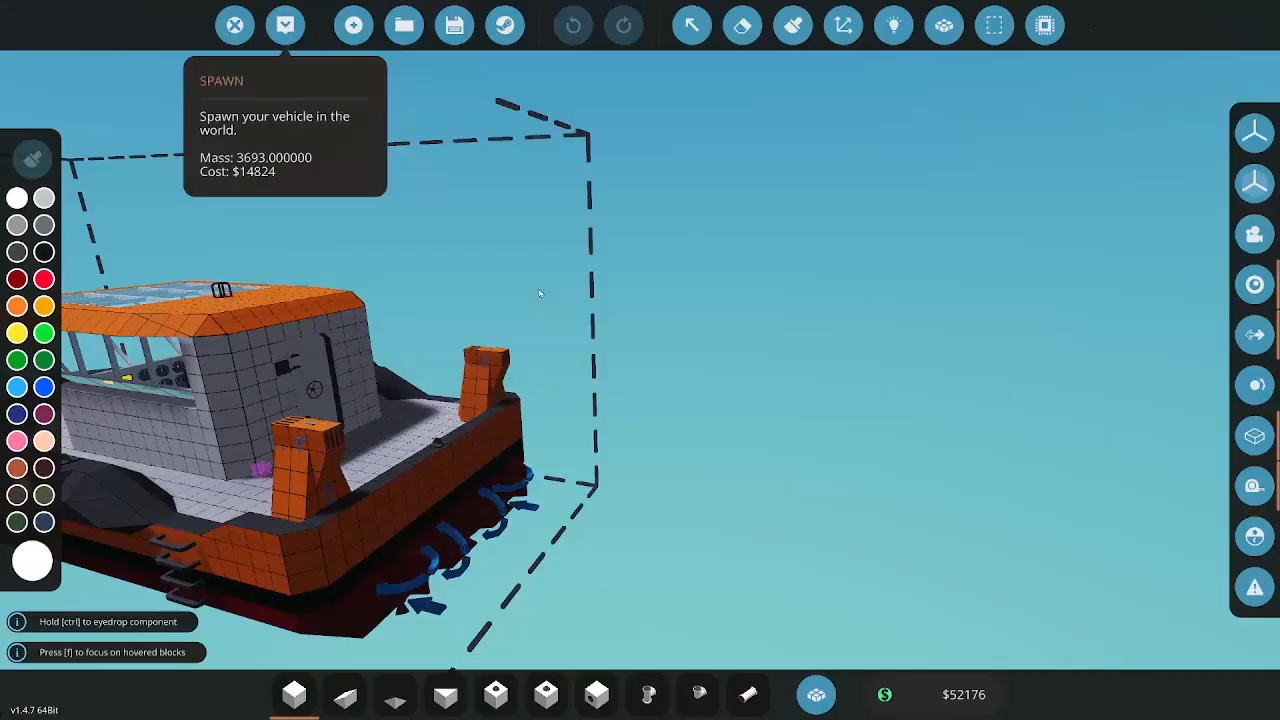 SPAWN
Spawn your vehicle in the
world.
Mass: 3693.000000
Cost: $14824
Hold [ctrl] to eyedrop component
Press [f] to focus on hovered blocks
v1.4.7 64Bit
$52176